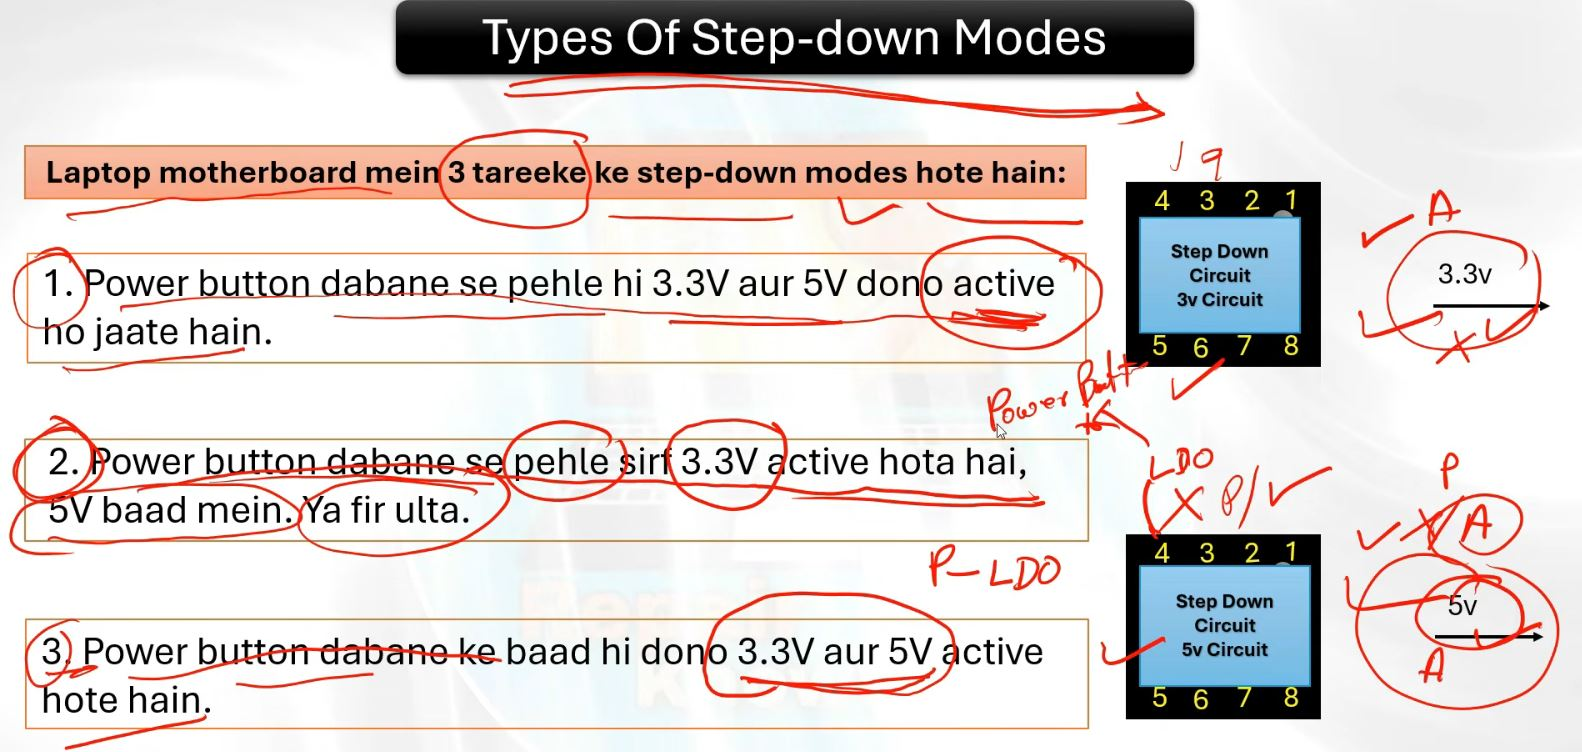 Types Of Step-down Modes
Laptop motherboard mein 3 tareeke ke step-down modes hote hain:
1. Power button dabane se pehle hi 3.3V aur 5V dono active
ho jaate hain.
2. Power button dabane se pehle sirf 3.3V active hota hai,
5V baad mein. Ya fir ulta.
3. Power button dabane ke baad hi dono 3.3V aur 5V active
hote hain.
4 3 2 1
Step Down
Circuit
3v Circuit
5 6 7 8
A
3.3v
Power Butt
LDO
P-LDO
4 3 2 1
Step Down
Circuit
5v Circuit
5 6 7 8
P
A
5v
A